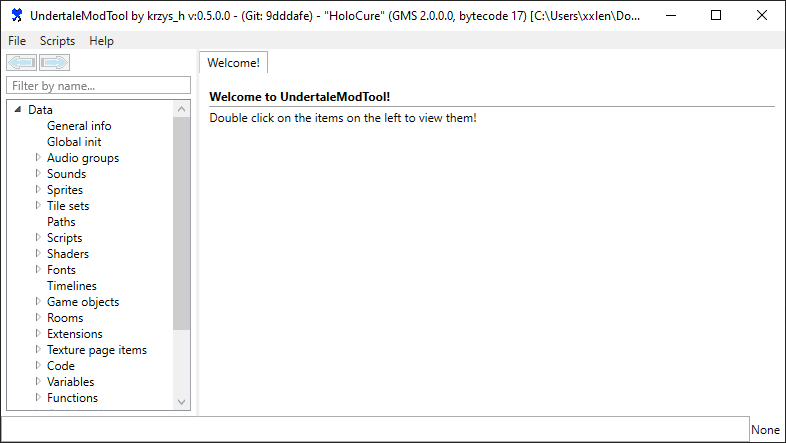 UndertaleModTool by krzys_h v:0.5.0.0 - (Git: 9dddafe) - "HoloCure" (GMS 2.0.0.0, bytecode 17) [C:\Users\xxlen\Do...
File Scripts Help
Welcome!
Filter by name...
Welcome to UndertaleModTool!
Double click on the items on the left to view them!
Data
General info
Global init
Audio groups
Sounds
Sprites
Tile sets
Paths
Scripts
Shaders
Fonts
Timelines
Game objects
Rooms
Extensions
Texture page items
Code
Variables
Functions
None